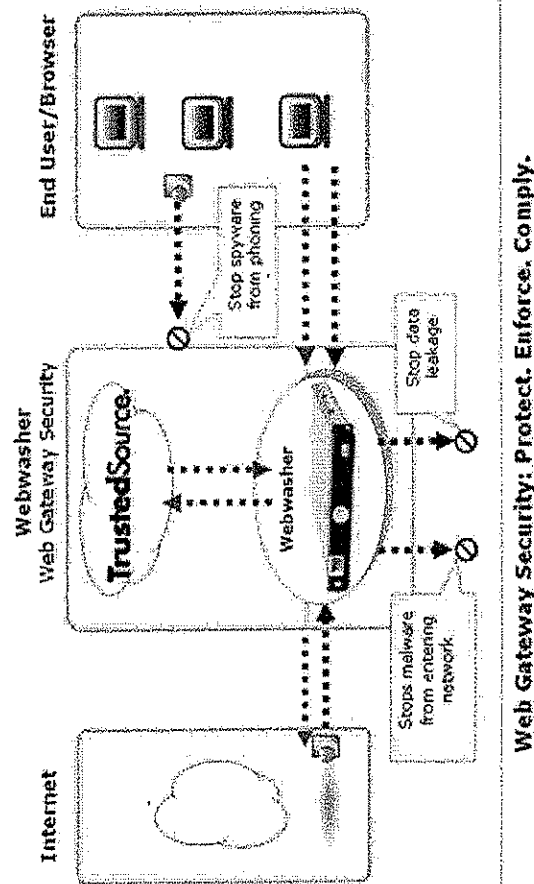 Internet
Webwasher
Web Gateway Security
End User/Browser
TrustedSource.
Webwasher
Stop spyware
from phoning
Stops malware
from entering
network
Stop data
leakage
Web Gateway Security: Protect. Enforce. Comply.